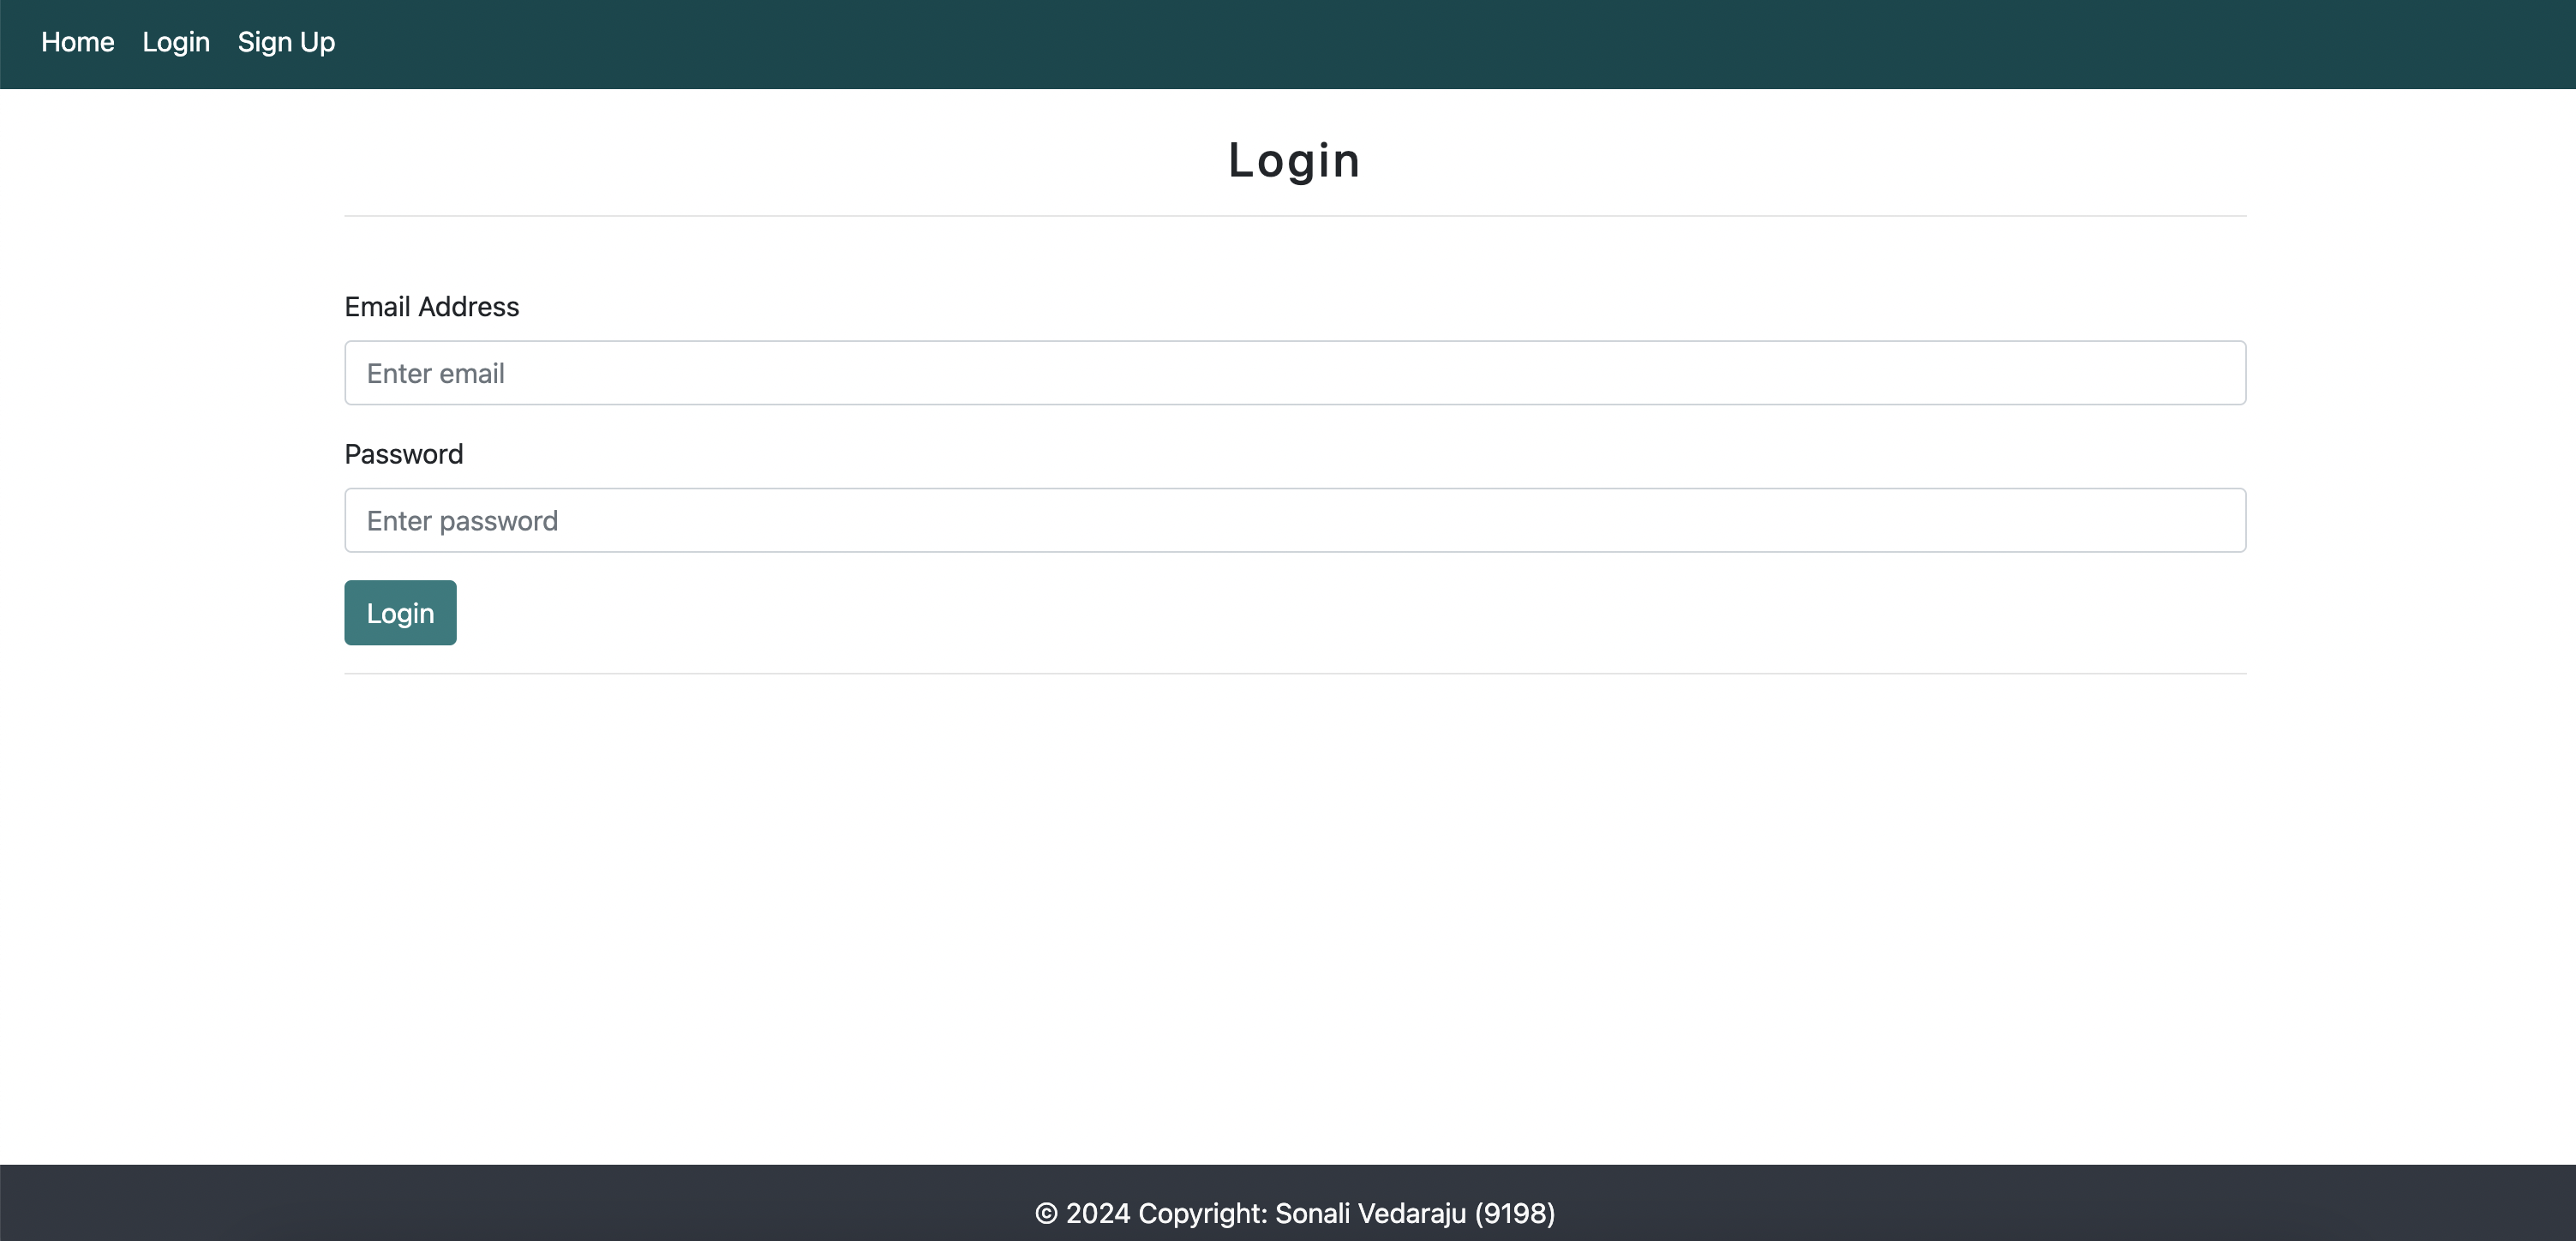 Home Login Sign Up
Login
Email Address
Enter email
Password
Enter password
Login
© 2024 Copyright: Sonali Vedaraju (9198)